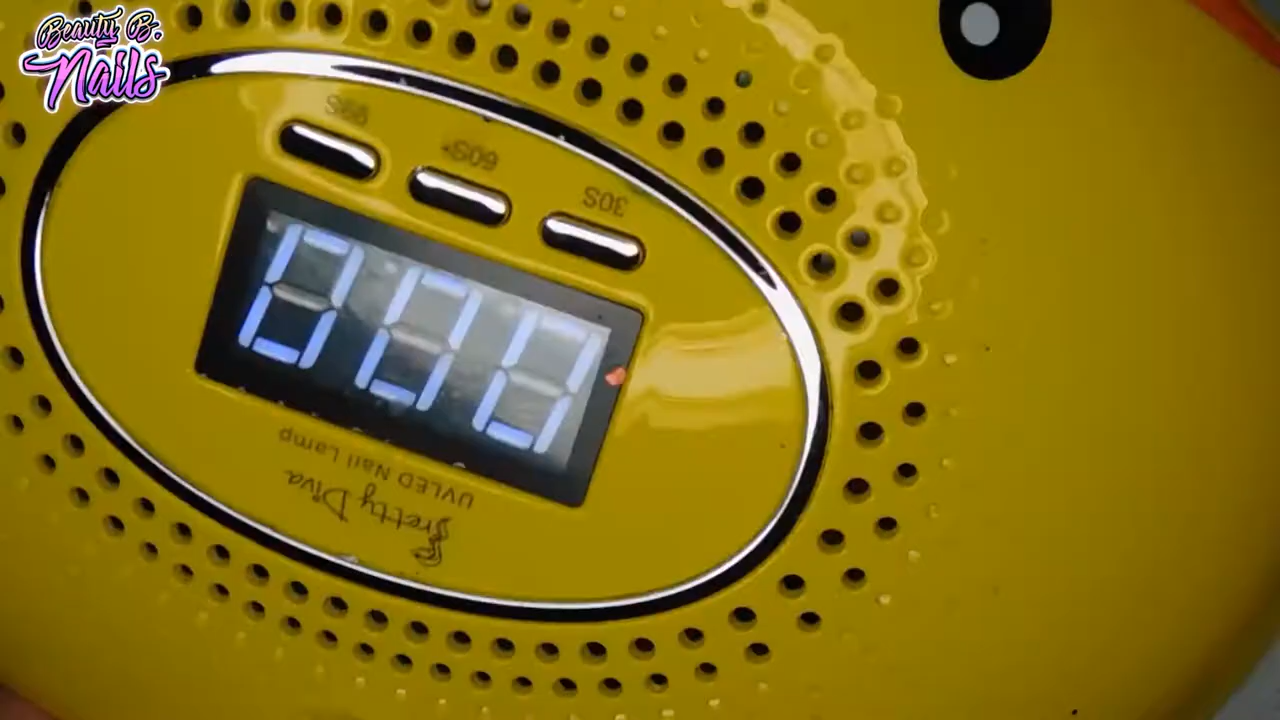 Beauty B.
Nails
Pretty Diva
UVLED Nail Lamp
000
30S
60S
99S